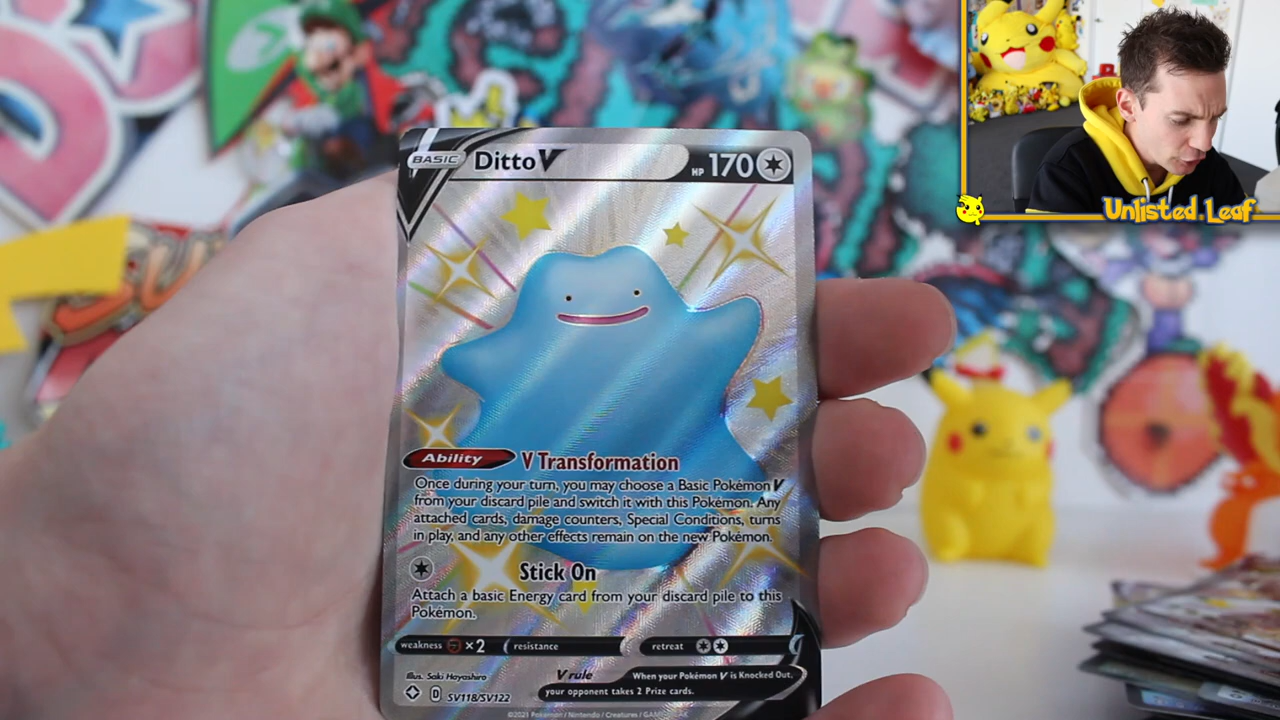 BASIC
Ditto V
HP 170
Unlisted Leaf
Ability V Transformation
Once during your turn, you may choose a Basic Pokémon V
from your discard pile and switch it with this Pokémon. Any
attached cards, damage counters, Special Conditions, turns
in play, and any other effects remain on the new Pokémon.
Stick On
Attach a basic Energy card from your discard pile to this
Pokémon.
weakness ×2 resistance retreat
Illus. Saki Hayashiro
V rule
When your Pokémon V is Knocked Out,
your opponent takes 2 Prize cards.
D SV118/SV122
©2021 Pokémon / Nintendo / Creatures / GAME FREAK